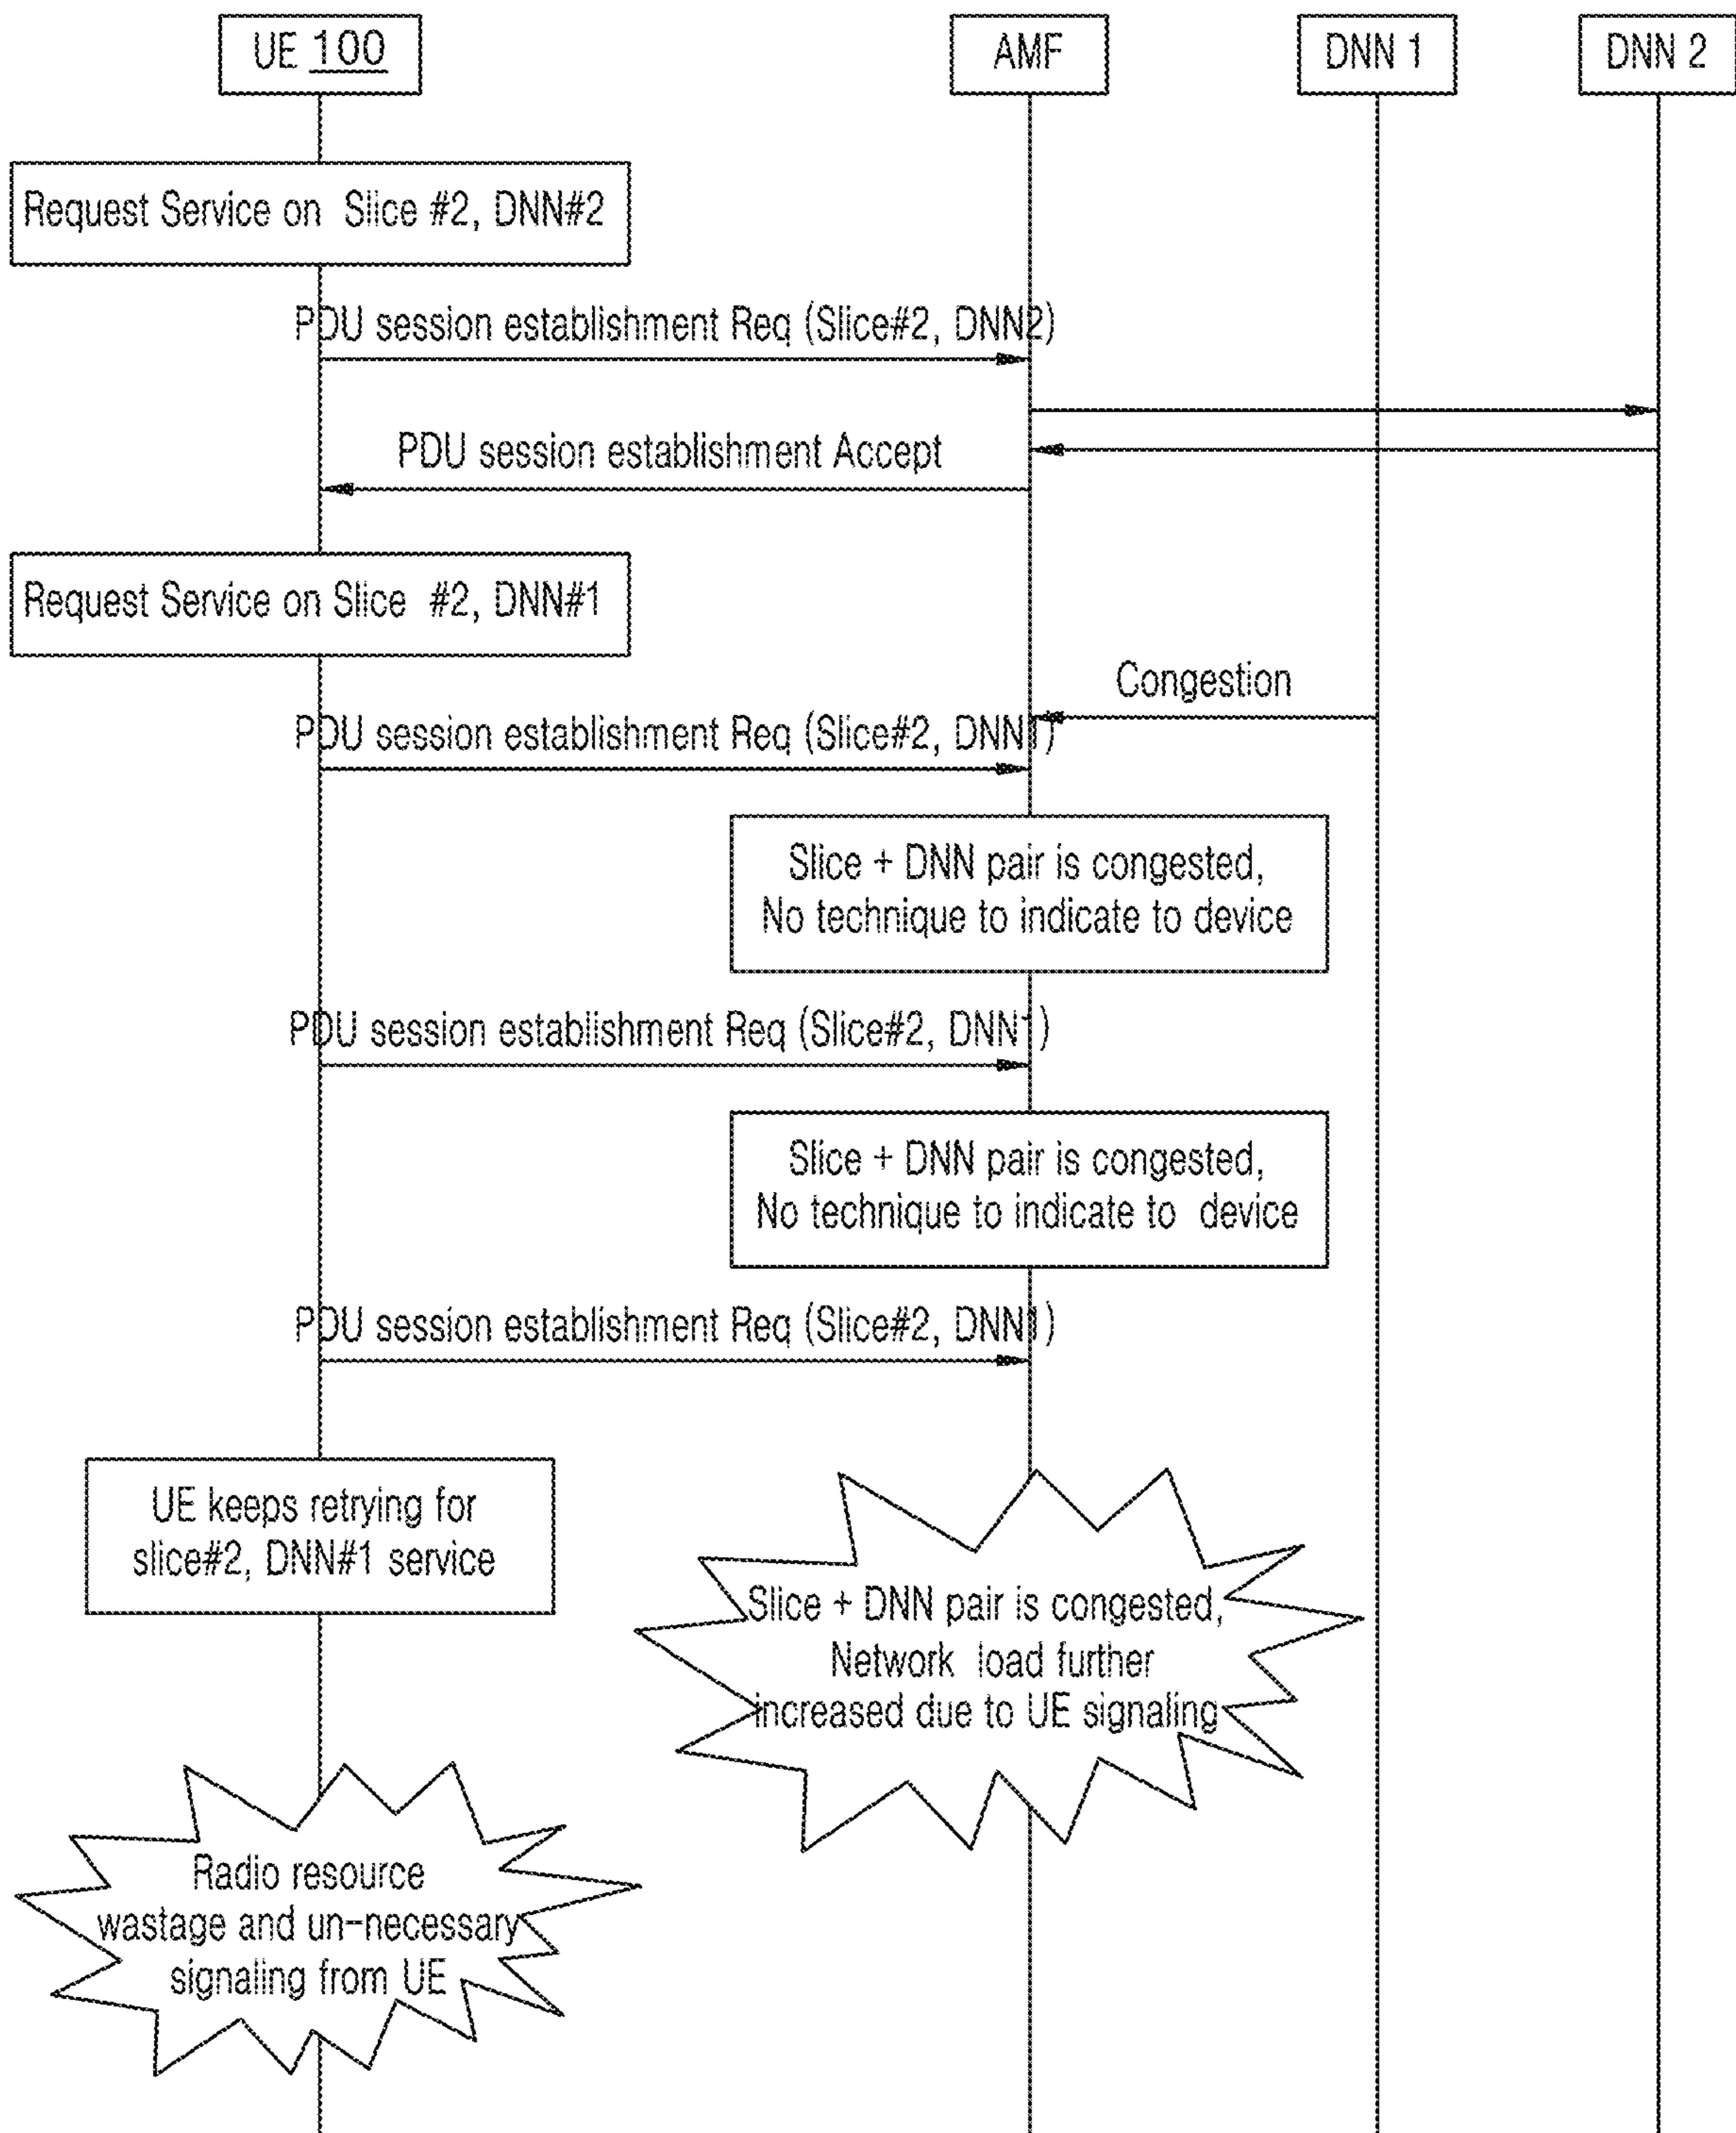 UE 100
AMF
DNN 1
DNN 2
Request Service on Slice #2, DNN#2
PDU session establishment Req (Slice#2, DNN2)
PDU session establishment Accept
Request Service on Slice #2, DNN#1
Congestion
PDU session establishment Req (Slice#2, DNN1)
Slice + DNN pair is congested,
No technique to indicate to device
PDU session establishment Req (Slice#2, DNN1)
Slice + DNN pair is congested,
No technique to indicate to device
PDU session establishment Req (Slice#2, DNN1)
UE keeps retrying for
slice#2, DNN#1 service
Slice + DNN pair is congested,
Network load further
increased due to UE signaling
Radio resource
wastage and un-necessary
signaling from UE